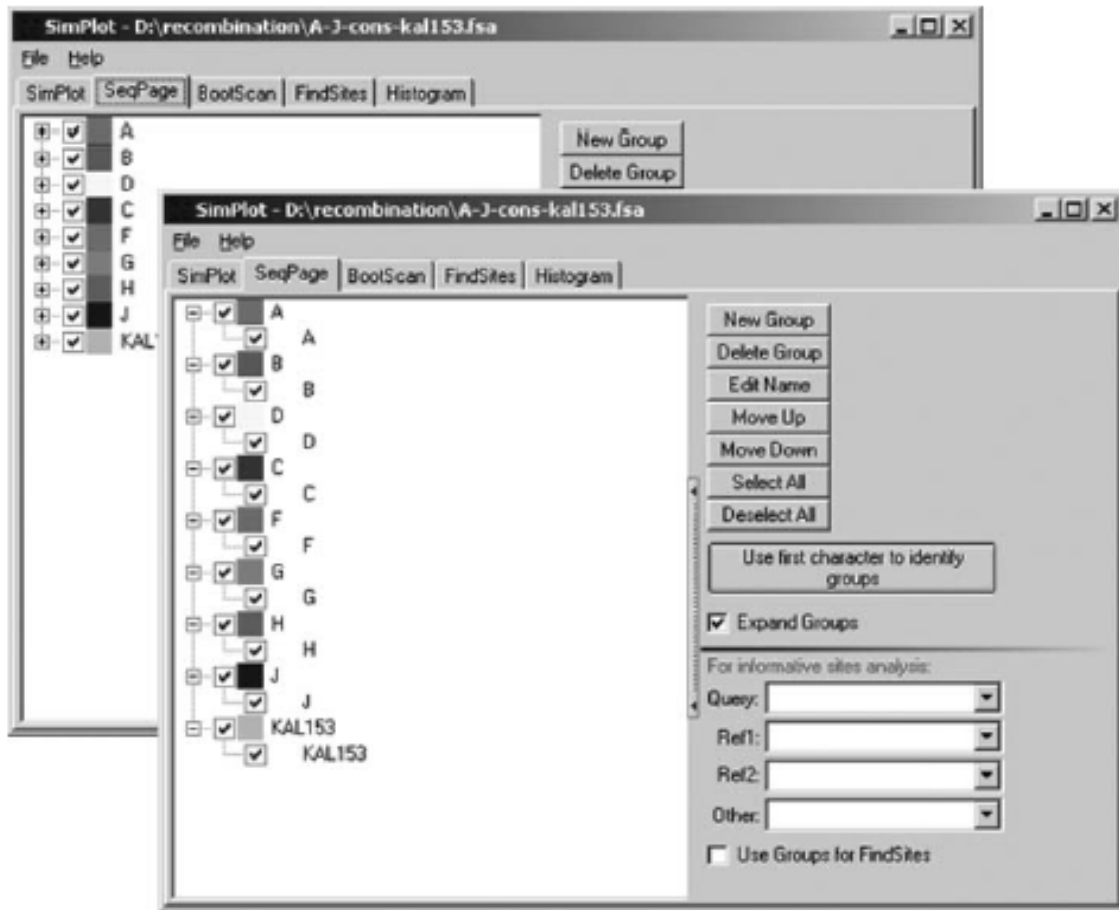 SimPlot - D:\recombination\A-J-cons-kal153.fsa
File Help
SimPlot SeqPage BootScan FindSites Histogram
A
B
D
C
F
G
H
J
New Group
Delete Group
SimPlot - D:\recombination\A-J-cons-kal153.fsa
File Help
SimPlot SeqPage BootScan FindSites Histogram
A
A
B
B
D
D
C
C
F
F
G
G
H
H
J
J
KAL153
KAL153
New Group
Delete Group
Edit Name
Move Up
Move Down
Select All
Deselect All
Use first character to identify
groups
Expand Groups
For informative sites analysis:
Query:
Ref1:
Ref2:
Other:
Use Groups for FindSites